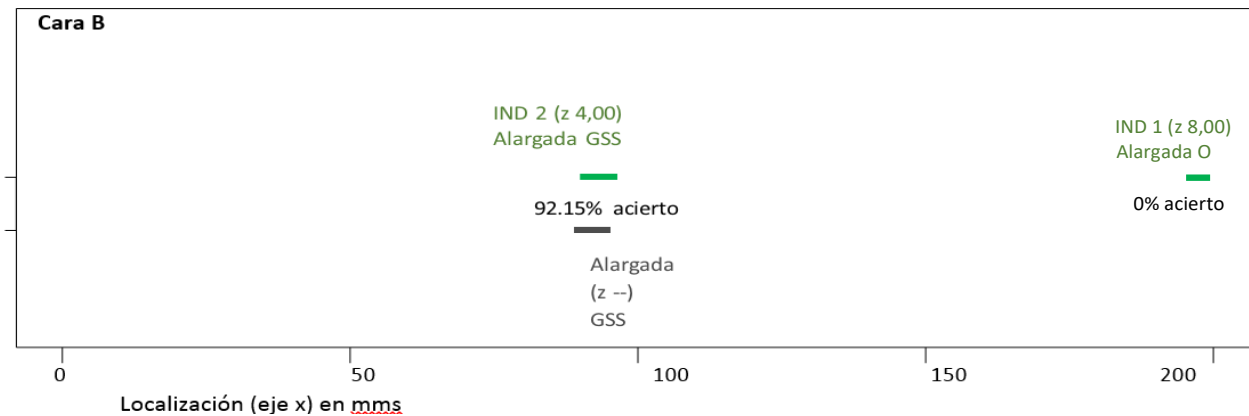 Cara B
IND 2 (z 4,00)
Alargada GSS
IND 1 (z 8,00)
Alargada O
92.15% acierto
0% acierto
Alargada
(z --)
GSS
0
50
100
150
200
Localización (eje x) en mms